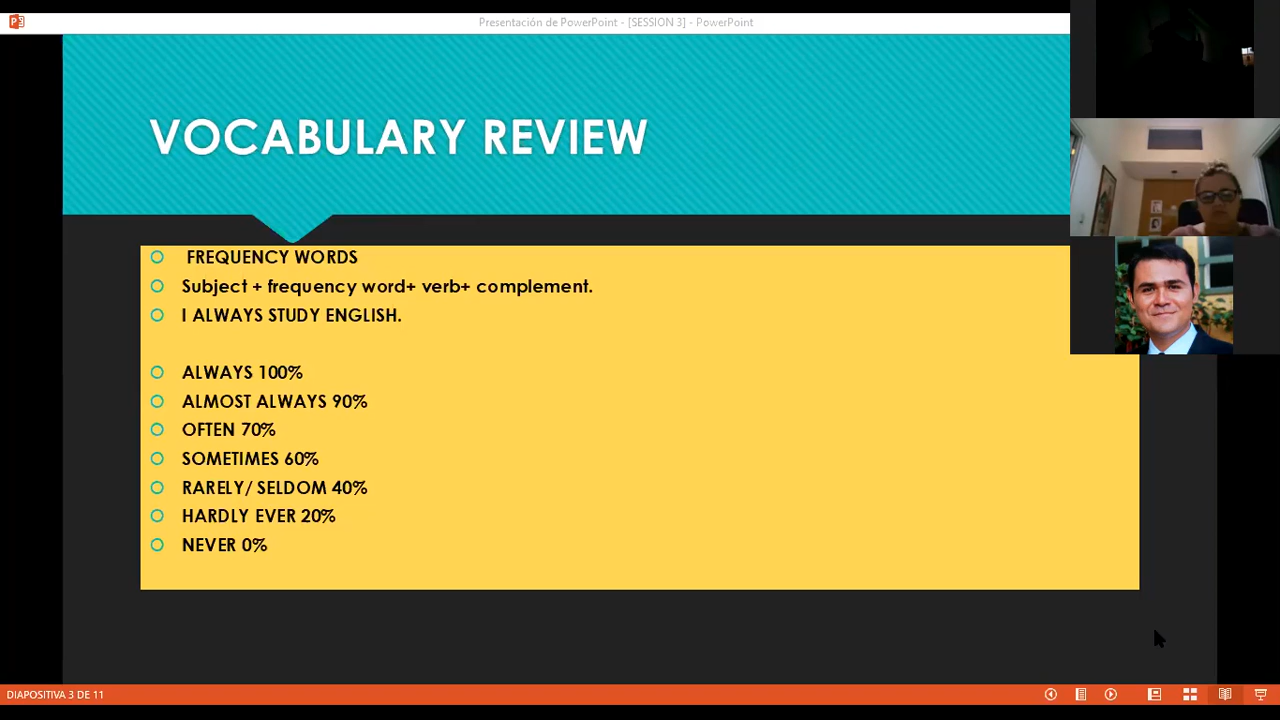 Presentación de PowerPoint - [SESSION 3] - PowerPoint
VOCABULARY REVIEW
FREQUENCY WORDS
Subject + frequency word+ verb+ complement.
I ALWAYS STUDY ENGLISH.
ALWAYS 100%
ALMOST ALWAYS 90%
OFTEN 70%
SOMETIMES 60%
RARELY/ SELDOM 40%
HARDLY EVER 20%
NEVER 0%
DIAPOSITIVA 3 DE 11